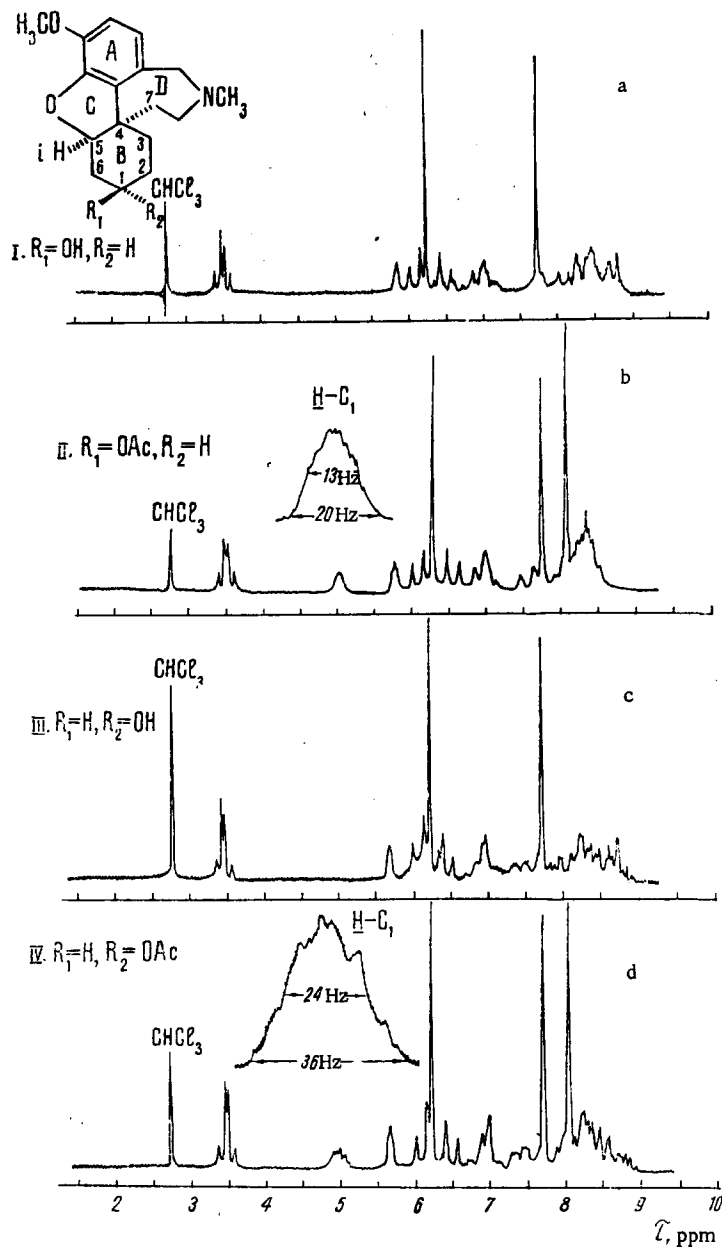 H₃CO
A
O
C
D
7
NCH₃
4
i H
5
3
B
6
2
1
R₁
R₂
CHCl₃
I. R₁=OH, R₂=H
a
b
H-C₁
II. R₁=OAc, R₂=H
13Hz
20Hz
CHCl₃
c
CHCl₃
III. R₁=H, R₂=OH
d
H-C₁
IV. R₁=H, R₂=OAc
24Hz
36Hz
CHCl₃
2 3 4 5 6 7 8 9 10
τ, ppm